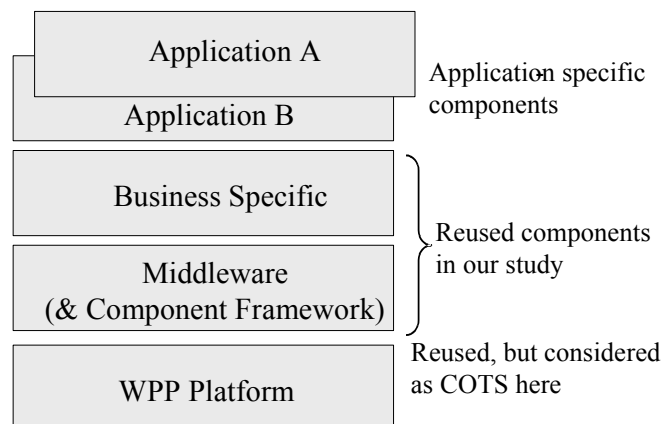 Application A
Application B
Application specific
components
Business Specific
Middleware
(& Component Framework)
Reused components
in our study
WPP Platform
Reused, but considered
as COTS here